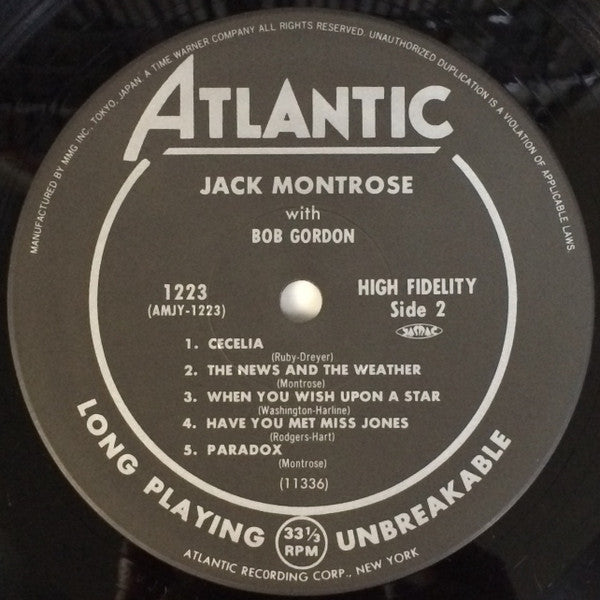 MANUFACTURED BY MMG INC., TOKYO, JAPAN. A TIME WARNER COMPANY ALL RIGHTS RESERVED. UNAUTHORIZED DUPLICATION IS A VIOLATION OF APPLICABLE LAWS.
ATLANTIC
JACK MONTROSE
with
BOB GORDON
1223
(AMJY-1223)
HIGH FIDELITY
Side 2
JASRAC
1. CECELIA
(Ruby-Dreyer)
2. THE NEWS AND THE WEATHER
(Montrose)
3. WHEN YOU WISH UPON A STAR
(Washington-Harline)
4. HAVE YOU MET MISS JONES
(Rodgers-Hart)
5. PARADOX
(Montrose)
(11336)
LONG PLAYING 33 1/3 RPM UNBREAKABLE
ATLANTIC RECORDING CORP., NEW YORK